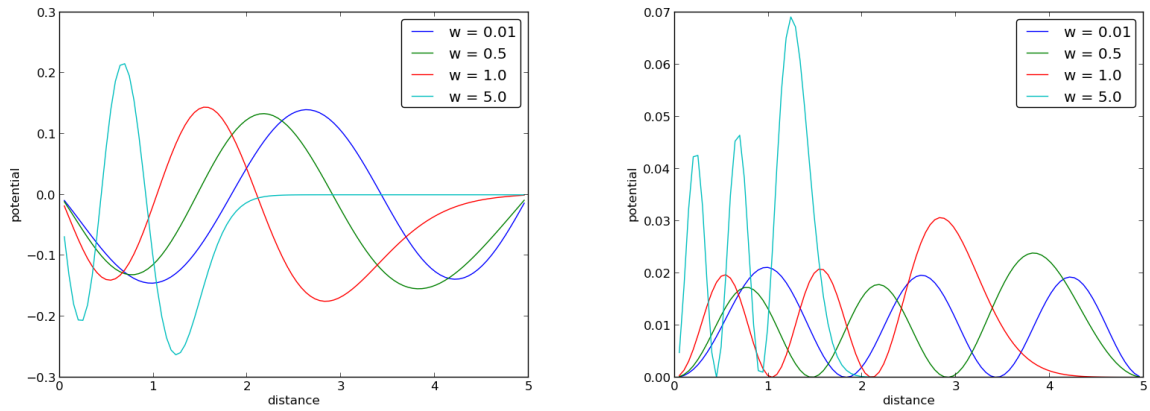 0.3
0.2
0.1
0.0
−0.1
−0.2
−0.3
potential
0 1 2 3 4 5
distance
w = 0.01
w = 0.5
w = 1.0
w = 5.0
0.07
0.06
0.05
0.04
0.03
0.02
0.01
0.00
potential
0 1 2 3 4 5
distance
w = 0.01
w = 0.5
w = 1.0
w = 5.0